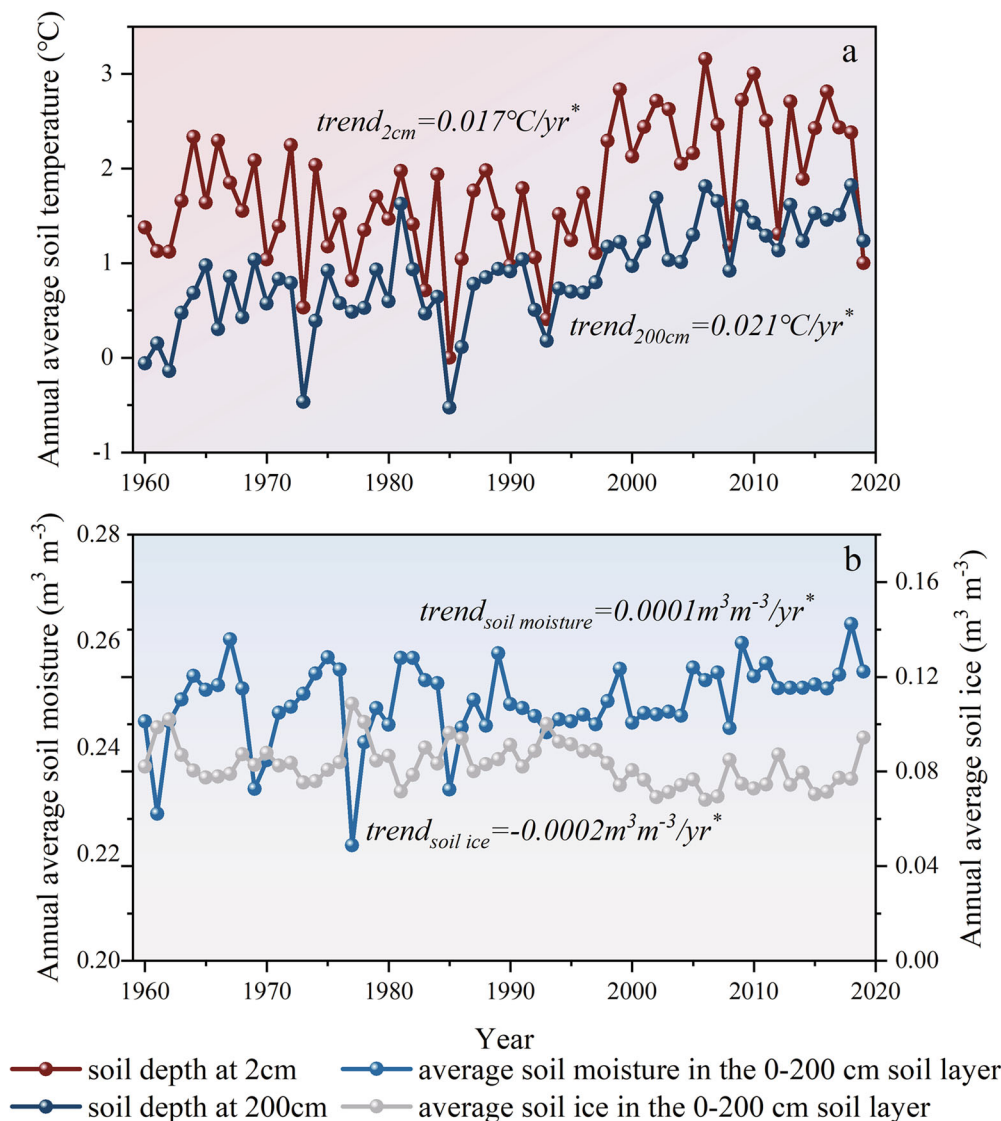 a
Annual average soil temperature (℃)
3
2
1
0
-1
trend2cm=0.017℃/yr*
trend200cm=0.021℃/yr*
1960 1970 1980 1990 2000 2010 2020
b
Annual average soil moisture (m³ m⁻³)
0.28
0.26
0.24
0.22
0.20
trendsoil moisture=0.0001m³m⁻³/yr*
trendsoil ice=-0.0002m³m⁻³/yr*
0.16
0.12
0.08
0.04
0.00
Annual average soil ice (m³ m⁻³)
1960 1970 1980 1990 2000 2010 2020
Year
soil depth at 2cm
average soil moisture in the 0-200 cm soil layer
soil depth at 200cm
average soil ice in the 0-200 cm soil layer